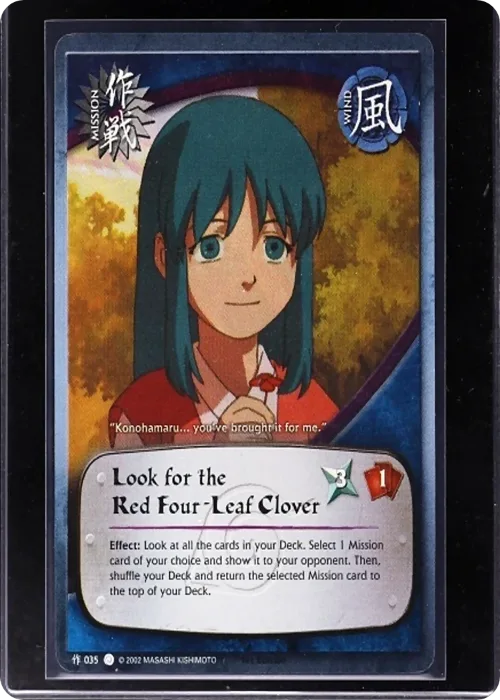 MISSION
作戦
WIND
風
"Konohamaru... you've brought it for me."
Look for the
Red Four-Leaf Clover
3
1
Effect: Look at all the cards in your Deck. Select 1 Mission
card of your choice and show it to your opponent. Then,
shuffle your Deck and return the selected Mission card to
the top of your Deck.
作 035 © 2002 MASASHI KISHIMOTO